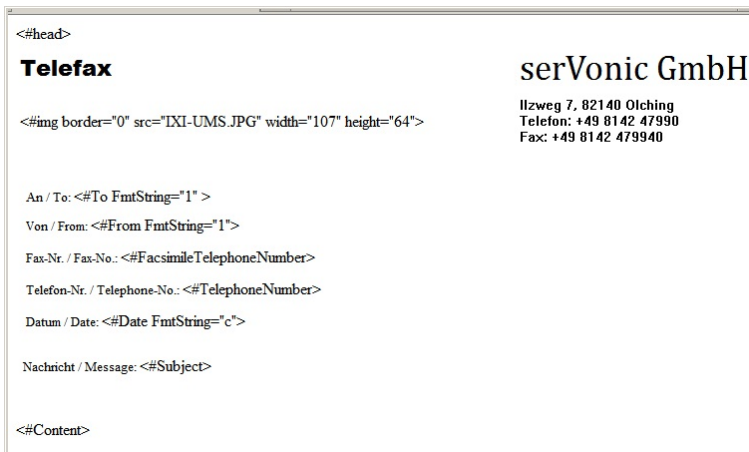 <#head>
Telefax
serVonic GmbH
Ilzweg 7, 82140 Olching
Telefon: +49 8142 47990
Fax: +49 8142 479940
<#img border="0" src="IXI-UMS.JPG" width="107" height="64">
An / To: <#To FmtString="1" >
Von / From: <#From FmtString="1">
Fax-Nr. / Fax-No.: <#FacsimileTelephoneNumber>
Telefon-Nr. / Telephone-No.: <#TelephoneNumber>
Datum / Date: <#Date FmtString="c">
Nachricht / Message: <#Subject>
<#Content>